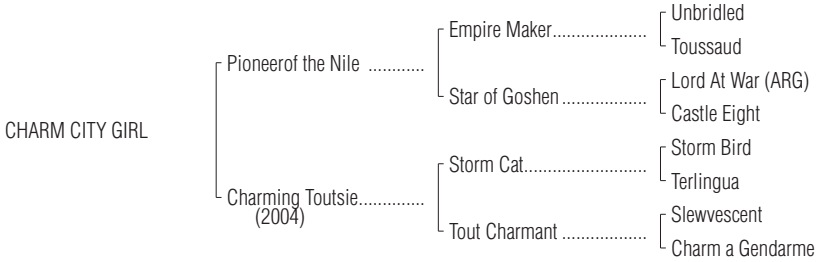 Unbridled
Empire Maker....................
Toussaud
Pioneerof the Nile ............
Lord At War (ARG)
Star of Goshen ..................
Castle Eight
CHARM CITY GIRL
Storm Bird
Storm Cat..........................
Terlingua
Charming Toutsie..............
(2004)
Slewvescent
Tout Charmant ..................
Charm a Gendarme